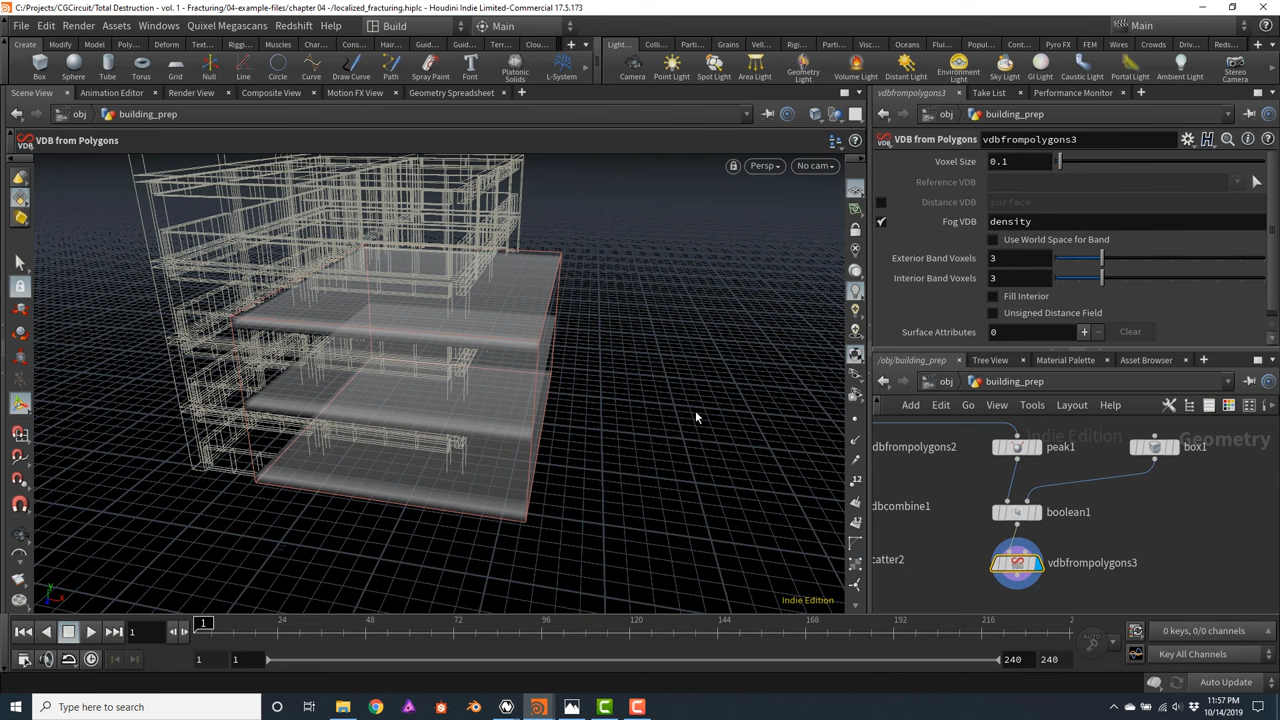 C:/Projects/CGCircuit/Total Destruction - vol. 1 - Fracturing/04-example-files/chapter 04 -/localized_fracturing.hiplc - Houdini Indie Limited-Commercial 17.5.173
File Edit Render Assets Windows Quixel Megascans Redshift Help Build Main Main
Create Modify Model Poly... Deform Text... Rigg... Muscles Char... Cons... Hair... Guid... Guid... Terr... Clou... Light... Colli... Parti... Grains Vell... Rigi... Parti... Visc... Oceans Flui... Popul... Cont... Pyro FX FEM Wires Crowds Driv... Reds...
Box Sphere Tube Torus Grid Null Line Circle Curve Draw Curve Path Spray Paint Font Platonic Solids L-System Camera Point Light Spot Light Area Light Geometry Light Volume Light Distant Light Environment Light Sky Light GI Light Caustic Light Portal Light Ambient Light Stereo Camera
Scene View Animation Editor Render View Composite View Motion FX View Geometry Spreadsheet
obj building_prep
VDB from Polygons
Persp No cam
Indie Edition
vdbfrompolygons3 Take List Performance Monitor
obj building_prep
VDB from Polygons vdbfrompolygons3
Voxel Size 0.1
Reference VDB
Distance VDB surface
Fog VDB density
Use World Space for Band
Exterior Band Voxels 3
Interior Band Voxels 3
Fill Interior
Unsigned Distance Field
Surface Attributes 0 Clear
/obj/building_prep Tree View Material Palette Asset Browser
obj building_prep
Add Edit Go View Tools Layout Help
Indie Edition Geometry
vdbfrompolygons2 peak1 box1
vdbcombine1 boolean1
scatter2 vdbfrompolygons3
1 1 24 48 72 96 120 144 168 192 216 2
1 1 240 240
0 keys, 0/0 channels
Key All Channels
AUTO
Auto Update
Type here to search
11:57 PM
10/14/2019